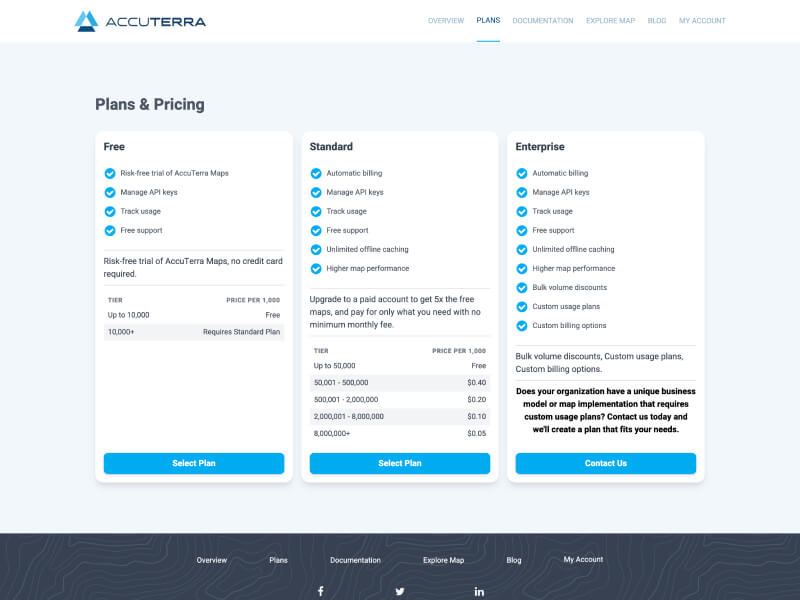 ACCUTERRA
OVERVIEW PLANS DOCUMENTATION EXPLORE MAP BLOG MY ACCOUNT
Plans & Pricing
Free
Risk-free trial of AccuTerra Maps
Manage API keys
Track usage
Free support
Risk-free trial of AccuTerra Maps, no credit card
required.
TIER PRICE PER 1,000
Up to 10,000 Free
10,000+ Requires Standard Plan
Select Plan
Standard
Automatic billing
Manage API keys
Track usage
Free support
Unlimited offline caching
Higher map performance
Upgrade to a paid account to get 5x the free
maps, and pay for only what you need with no
minimum monthly fee.
TIER PRICE PER 1,000
Up to 50,000 Free
50,001 - 500,000 $0.40
500,001 - 2,000,000 $0.20
2,000,001 - 8,000,000 $0.10
8,000,000+ $0.05
Select Plan
Enterprise
Automatic billing
Manage API keys
Track usage
Free support
Unlimited offline caching
Higher map performance
Bulk volume discounts
Custom usage plans
Custom billing options
Bulk volume discounts, Custom usage plans,
Custom billing options.
Does your organization have a unique business
model or map implementation that requires
custom usage plans? Contact us today and
we'll create a plan that fits your needs.
Contact Us
Overview Plans Documentation Explore Map Blog My Account